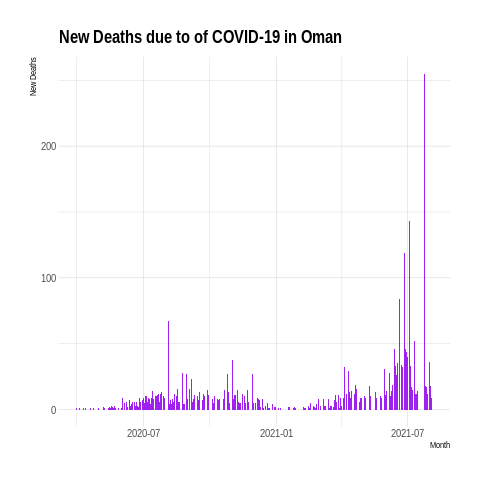 New Deaths due to of COVID-19 in Oman
New Deaths
200
100
0
2020-07
2021-01
2021-07
Month